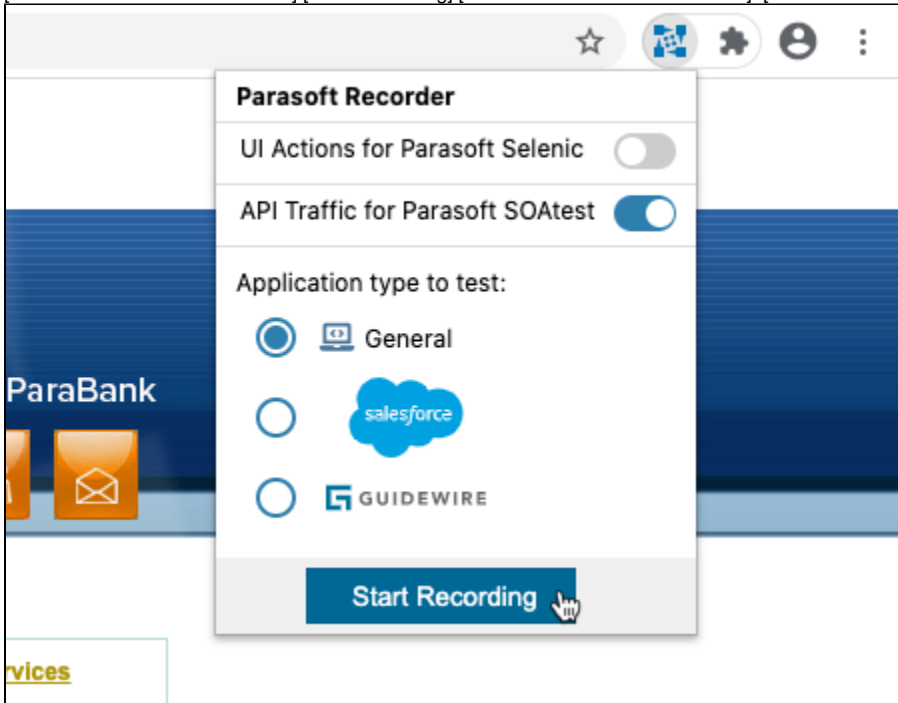 Parasoft Recorder
UI Actions for Parasoft Selenic
API Traffic for Parasoft SOAtest
Application type to test:
General
ParaBank
salesforce
GUIDEWIRE
Start Recording
rvices